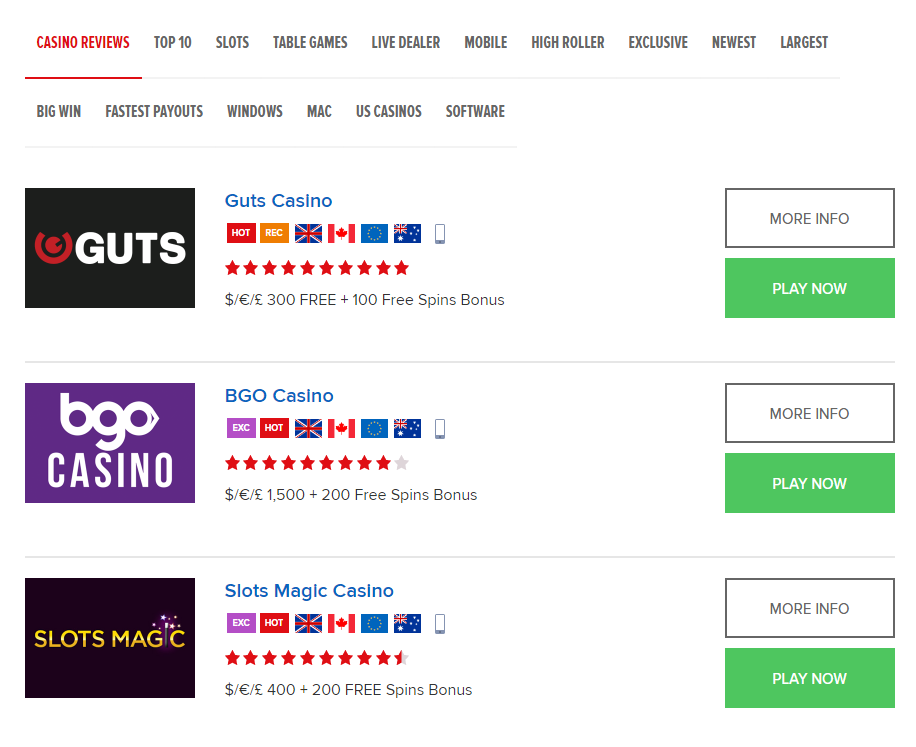 CASINO REVIEWS TOP 10 SLOTS TABLE GAMES LIVE DEALER MOBILE HIGH ROLLER EXCLUSIVE NEWEST LARGEST
BIG WIN FASTEST PAYOUTS WINDOWS MAC US CASINOS SOFTWARE
GUTS
Guts Casino
HOT REC
$/€/£ 300 FREE + 100 Free Spins Bonus
MORE INFO
PLAY NOW
bgo
CASINO
BGO Casino
EXC HOT
$/€/£ 1,500 + 200 Free Spins Bonus
MORE INFO
PLAY NOW
SLOTS MAGIC
Slots Magic Casino
EXC HOT
$/€/£ 400 + 200 FREE Spins Bonus
MORE INFO
PLAY NOW